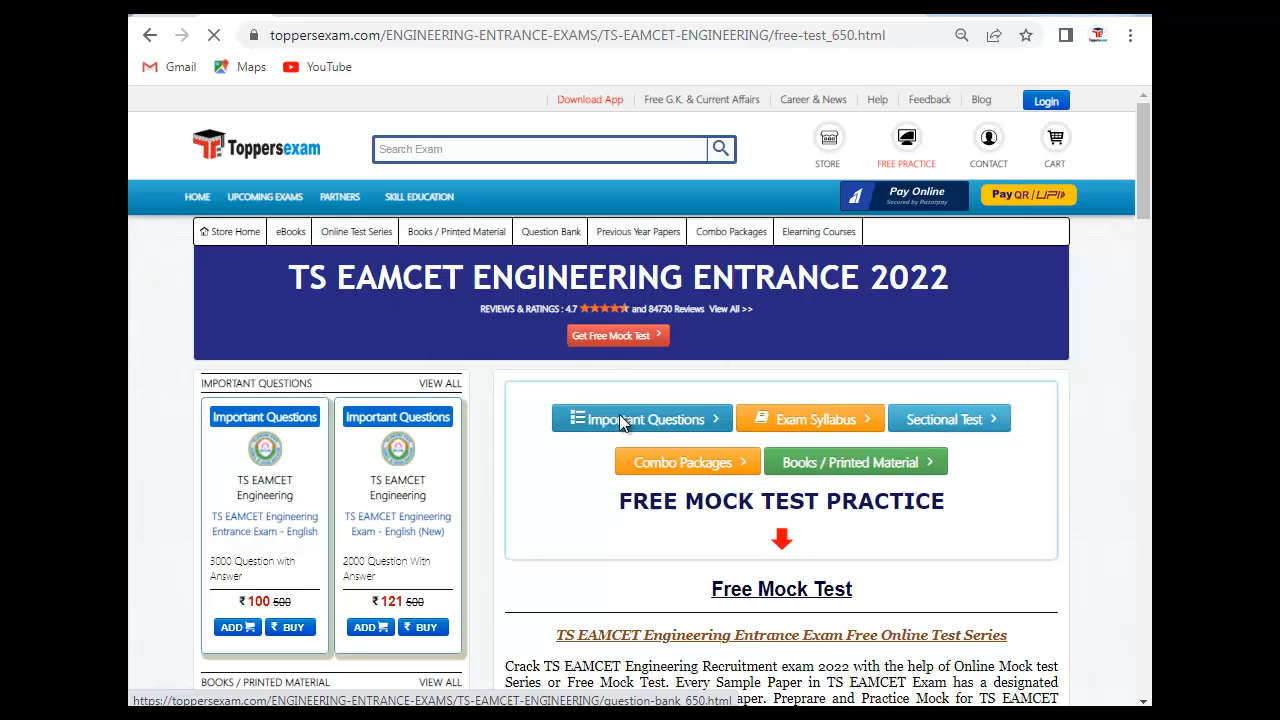 toppersexam.com/ENGINEERING-ENTRANCE-EXAMS/TS-EAMCET-ENGINEERING/free-test_650.html
Gmail Maps YouTube
Download App Free G.K. & Current Affairs Career & News Help Feedback Blog Login
Toppersexam
Search Exam
STORE FREE PRACTICE CONTACT CART
HOME UPCOMING EXAMS PARTNERS SKILL EDUCATION
Pay Online
Secured by Razorpay
Pay QR / UPI
Store Home eBooks Online Test Series Books / Printed Material Question Bank Previous Year Papers Combo Packages Elearning Courses
TS EAMCET ENGINEERING ENTRANCE 2022
REVIEWS & RATINGS : 4.7 and 84730 Reviews View All >>
Get Free Mock Test
IMPORTANT QUESTIONS VIEW ALL
Important Questions
TS EAMCET
Engineering
TS EAMCET Engineering
Entrance Exam - English
3000 Question with
Answer
₹ 100 500
ADD ₹ BUY
Important Questions
TS EAMCET
Engineering
TS EAMCET Engineering
Exam - English (New)
2000 Question With
Answer
₹ 121 500
ADD ₹ BUY
BOOKS / PRINTED MATERIAL VIEW ALL
Important Questions Exam Syllabus Sectional Test
Combo Packages Books / Printed Material
FREE MOCK TEST PRACTICE
Free Mock Test
TS EAMCET Engineering Entrance Exam Free Online Test Series
Crack TS EAMCET Engineering Recruitment exam 2022 with the help of Online Mock test
Series or Free Mock Test. Every Sample Paper in TS EAMCET Exam has a designated
aper. Preprare and Practice Mock for TS EAMCET
https://toppersexam.com/ENGINEERING-ENTRANCE-EXAMS/TS-EAMCET-ENGINEERING/question-bank_650.html